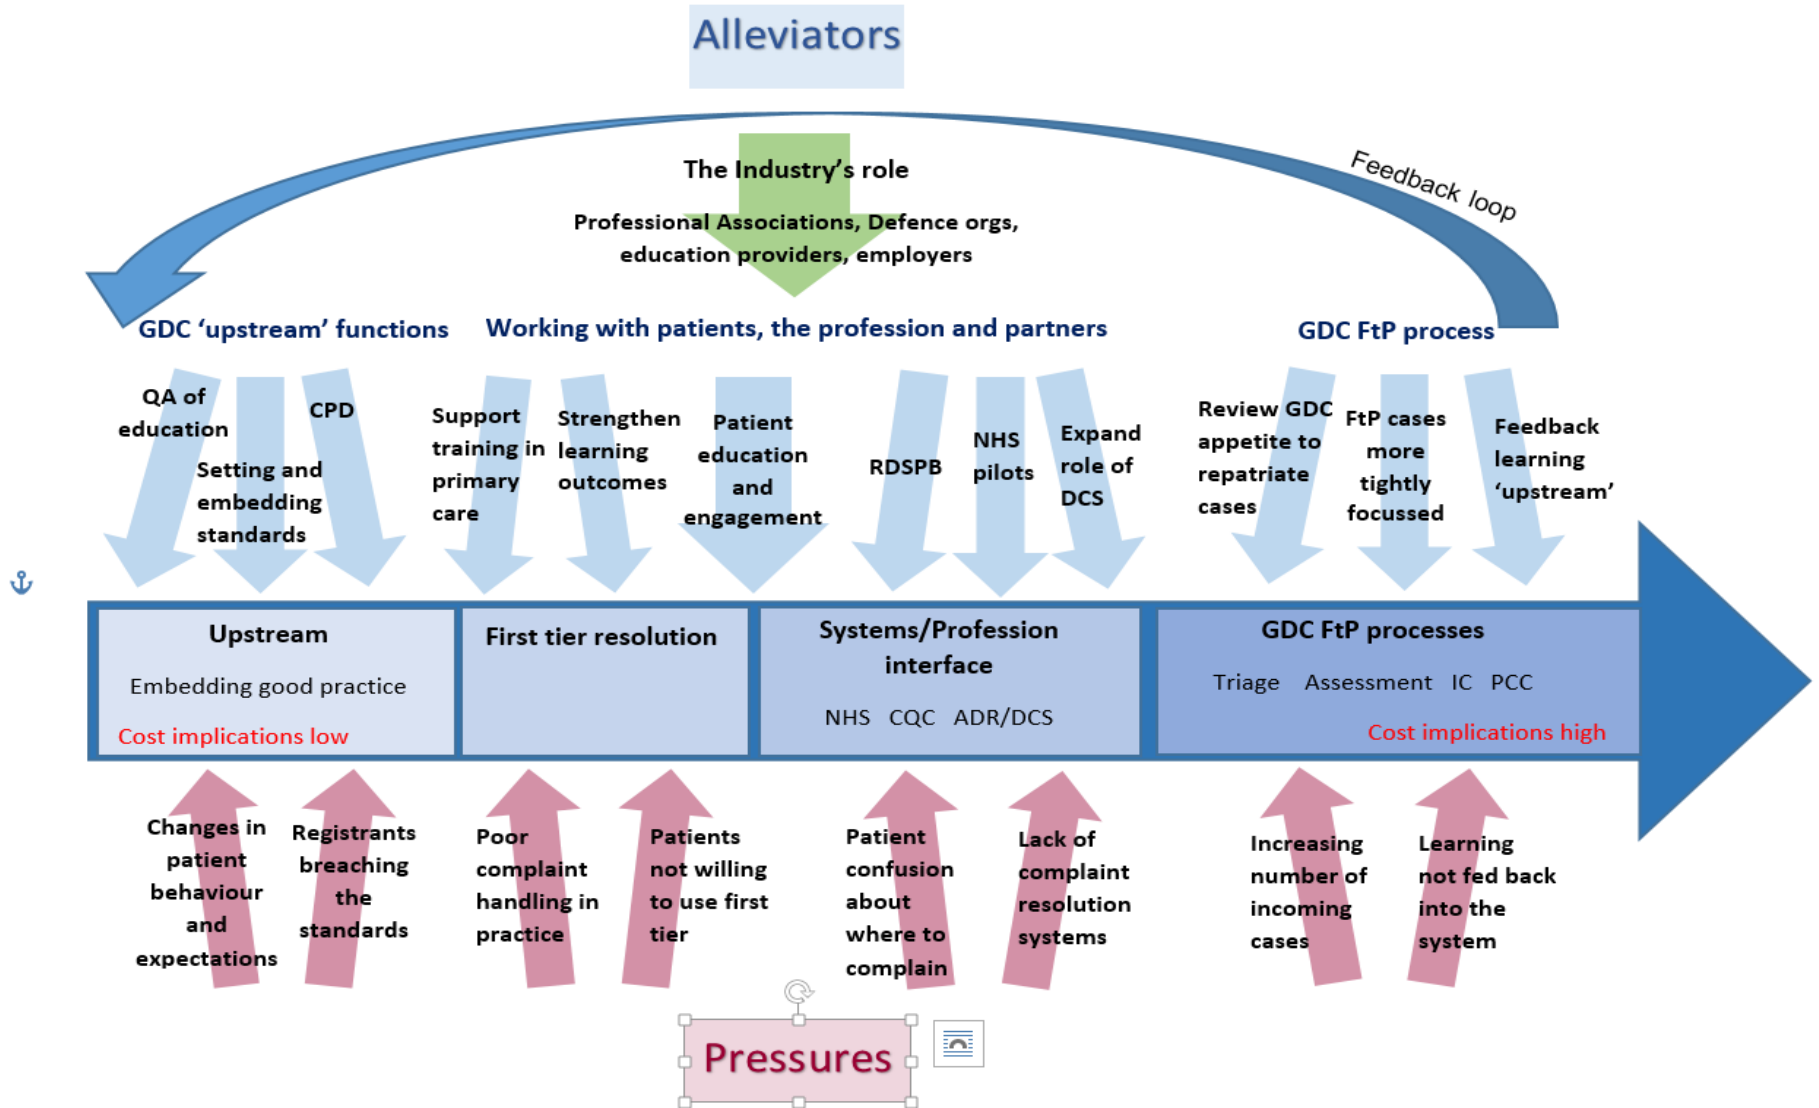 Alleviators
Feedback loop
The Industry's role
Professional Associations, Defence orgs,
education providers, employers
GDC ‘upstream’ functions
Working with patients, the profession and partners
GDC FtP process
QA of
education
Setting and
embedding
standards
CPD
Support
training in
primary
care
Strengthen
learning
outcomes
Patient
education
and
engagement
RDSPB
NHS
pilots
Expand
role of
DCS
Review GDC
appetite to
repatriate
cases
FtP cases
more
tightly
focussed
Feedback
learning
‘upstream’
Upstream
Embedding good practice
Cost implications low
First tier resolution
Systems/Profession
interface
NHS CQC ADR/DCS
GDC FtP processes
Triage Assessment IC PCC
Cost implications high
Changes in
patient
behaviour
and
expectations
Registrants
breaching
the
standards
Poor
complaint
handling in
practice
Patients
not willing
to use first
tier
Patient
confusion
about
where to
complain
Lack of
complaint
resolution
systems
Increasing
number of
incoming
cases
Learning
not fed back
into the
system
Pressures